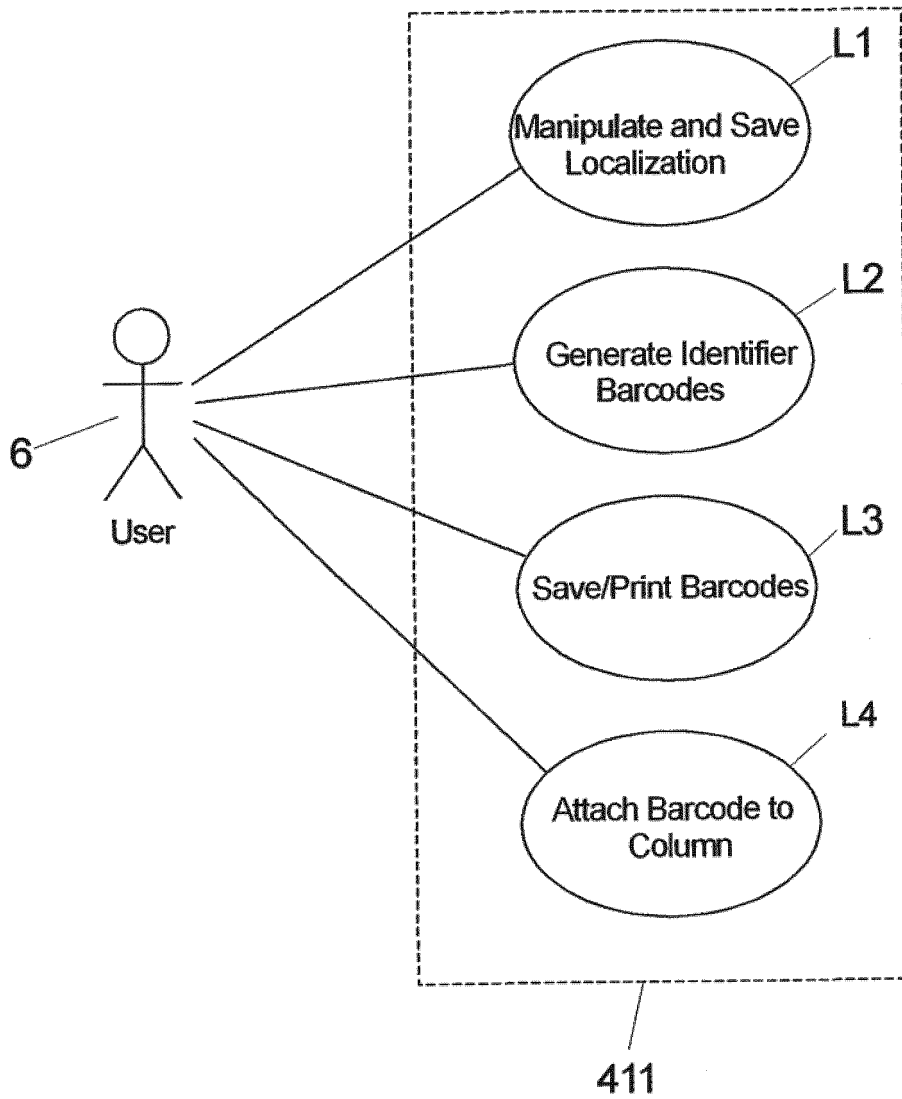 L1
Manipulate and Save
Localization
L2
Generate Identifier
Barcodes
6
User
L3
Save/Print Barcodes
L4
Attach Barcode to
Column
411